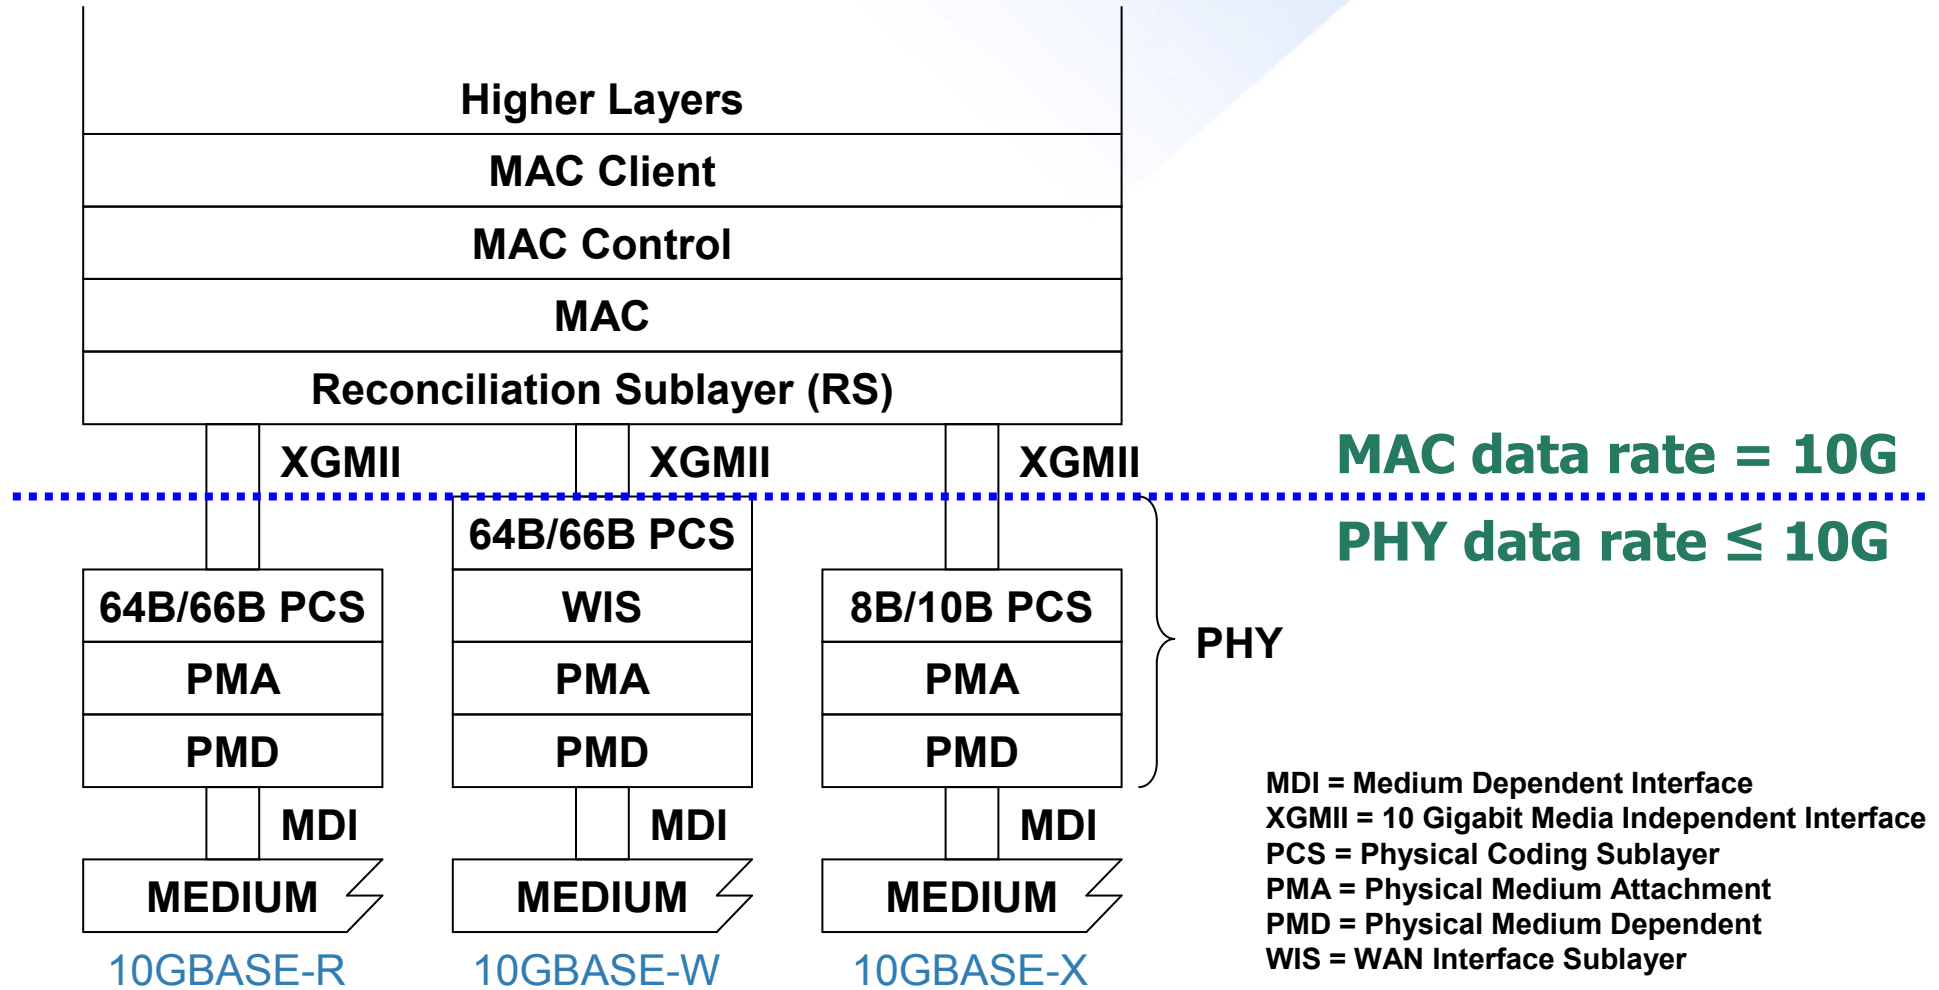 Higher Layers
MAC Client
MAC Control
MAC
Reconciliation Sublayer (RS)
XGMII XGMII XGMII
MAC data rate = 10G
PHY data rate ≤ 10G
64B/66B PCS
64B/66B PCS WIS 8B/10B PCS
PHY
PMA PMA PMA
PMD PMD PMD
MDI MDI MDI
MEDIUM MEDIUM MEDIUM
10GBASE-R 10GBASE-W 10GBASE-X
MDI = Medium Dependent Interface
XGMII = 10 Gigabit Media Independent Interface
PCS = Physical Coding Sublayer
PMA = Physical Medium Attachment
PMD = Physical Medium Dependent
WIS = WAN Interface Sublayer